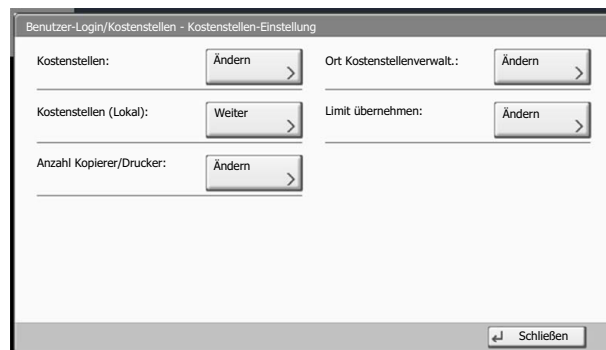 Benutzer-Login/Kostenstellen - Kostenstellen-Einstellung
Kostenstellen:
Ändern
Ort Kostenstellenverwalt.:
Ändern
Kostenstellen (Lokal):
Weiter
Limit übernehmen:
Ändern
Anzahl Kopierer/Drucker:
Ändern
Schließen